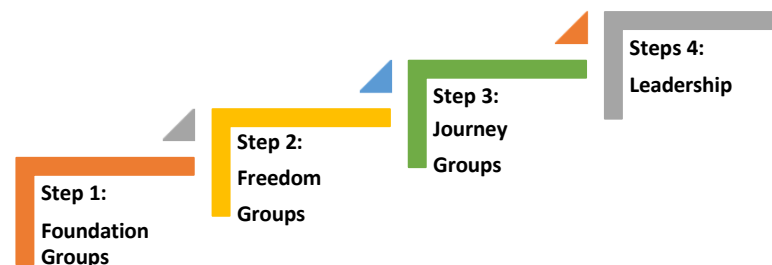 Step 1:
Foundation
Groups
Step 2:
Freedom
Groups
Step 3:
Journey
Groups
Steps 4:
Leadership